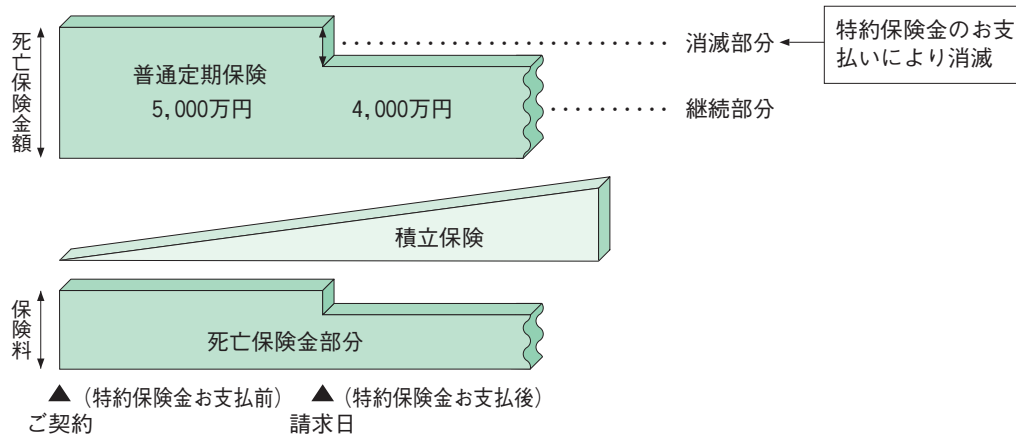 死亡保険金額
普通定期保険
5,000万円
4,000万円
消滅部分
特約保険金のお支
払いにより消滅
継続部分
積立保険
保険料
死亡保険金部分
▲(特約保険金お支払前)
▲(特約保険金お支払後)
ご契約
請求日